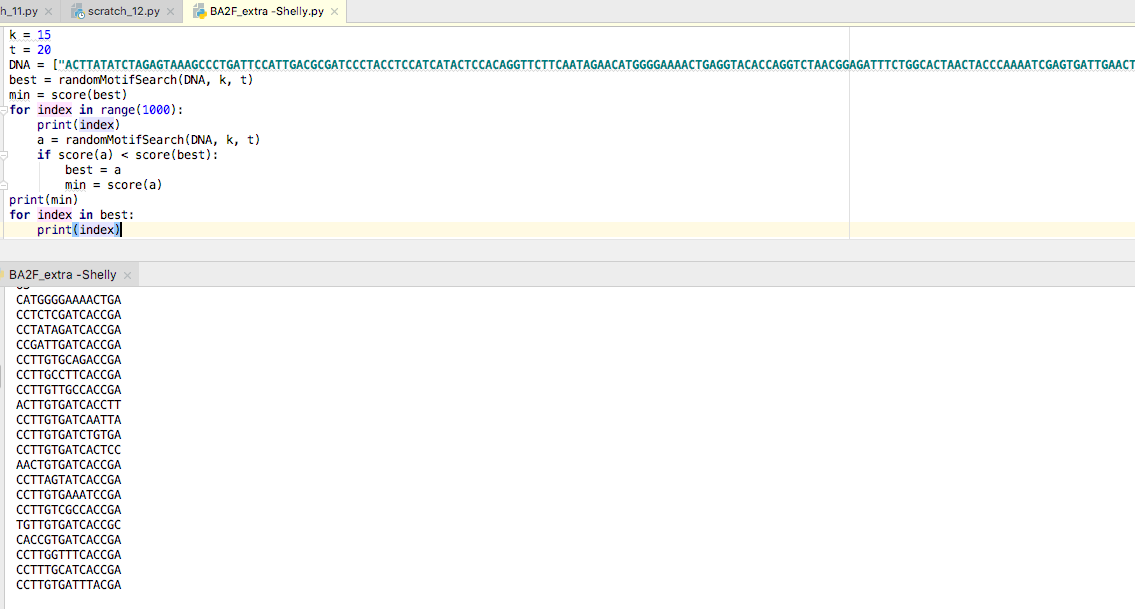 h_11.py
scratch_12.py
BA2F_extra -Shelly.py
k = 15
t = 20
DNA = ["ACTTATATCTAGAGTAAAGCCCTGATTCCATTGACGCGATCCCTACCTCCATCATACTCCACAGGTTCTTCAATAGAACATGGGGAAAACTGAGGTACACCAGGTCTAACGGAGATTTCTGGCACTAACTACCCAAAATCGAGTGATTGAACT
best = randomMotifSearch(DNA, k, t)
min = score(best)
for index in range(1000):
    print(index)
    a = randomMotifSearch(DNA, k, t)
    if score(a) < score(best):
        best = a
        min = score(a)
print(min)
for index in best:
    print(index)
BA2F_extra -Shelly
CATGGGGAAAACTGA
CCTCTCGATCACCGA
CCTATAGATCACCGA
CCGATTGATCACCGA
CCTTGTGCAGACCGA
CCTTGCCTTCACCGA
CCTTGTTGCCACCGA
ACTTGTGATCACCTT
CCTTGTGATCAATTA
CCTTGTGATCTGTGA
CCTTGTGATCACTCC
AACTGTGATCACCGA
CCTTAGTATCACCGA
CCTTGTGAAATCCGA
CCTTGTCGCCACCGA
TGTTGTGATCACCGC
CACCGTGATCACCGA
CCTTGGTTTCACCGA
CCTTTGCATCACCGA
CCTTGTGATTTACGA